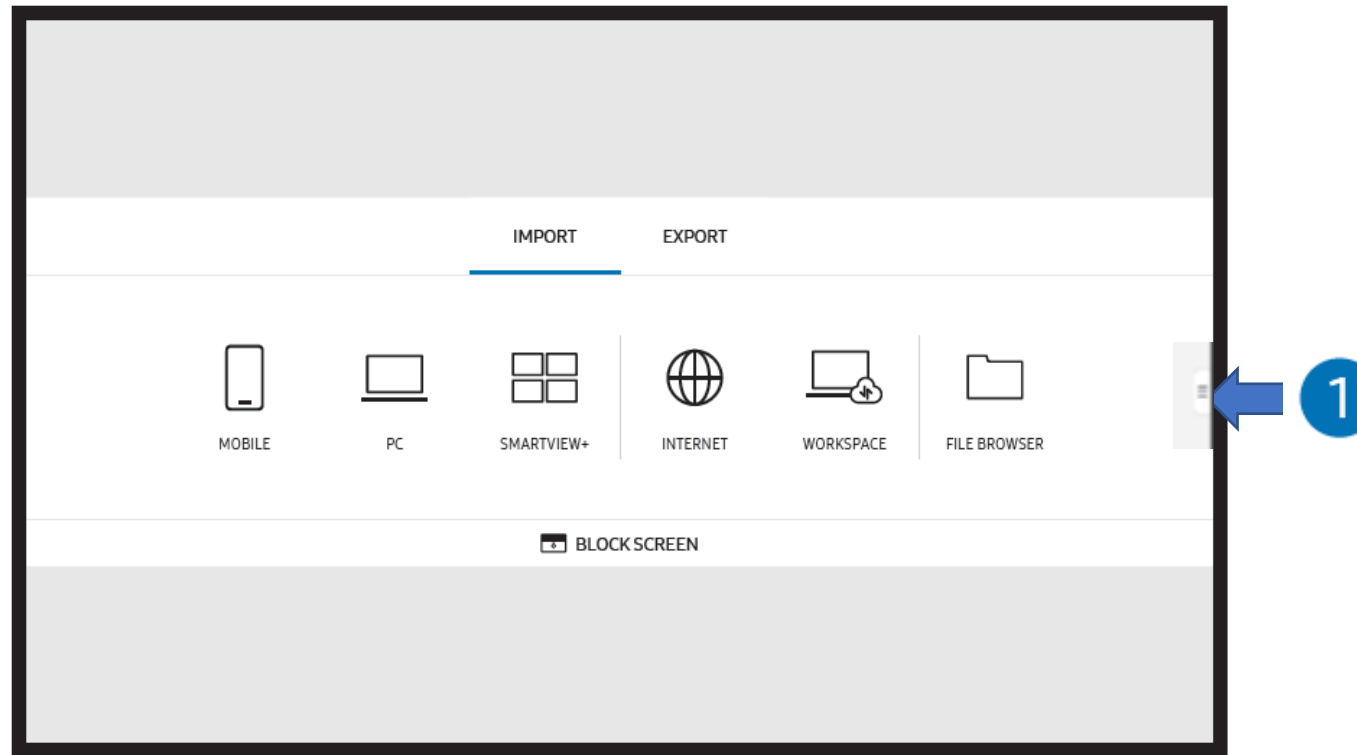 IMPORT EXPORT
MOBILE PC SMARTVIEW+ INTERNET WORKSPACE FILE BROWSER
1
BLOCK SCREEN